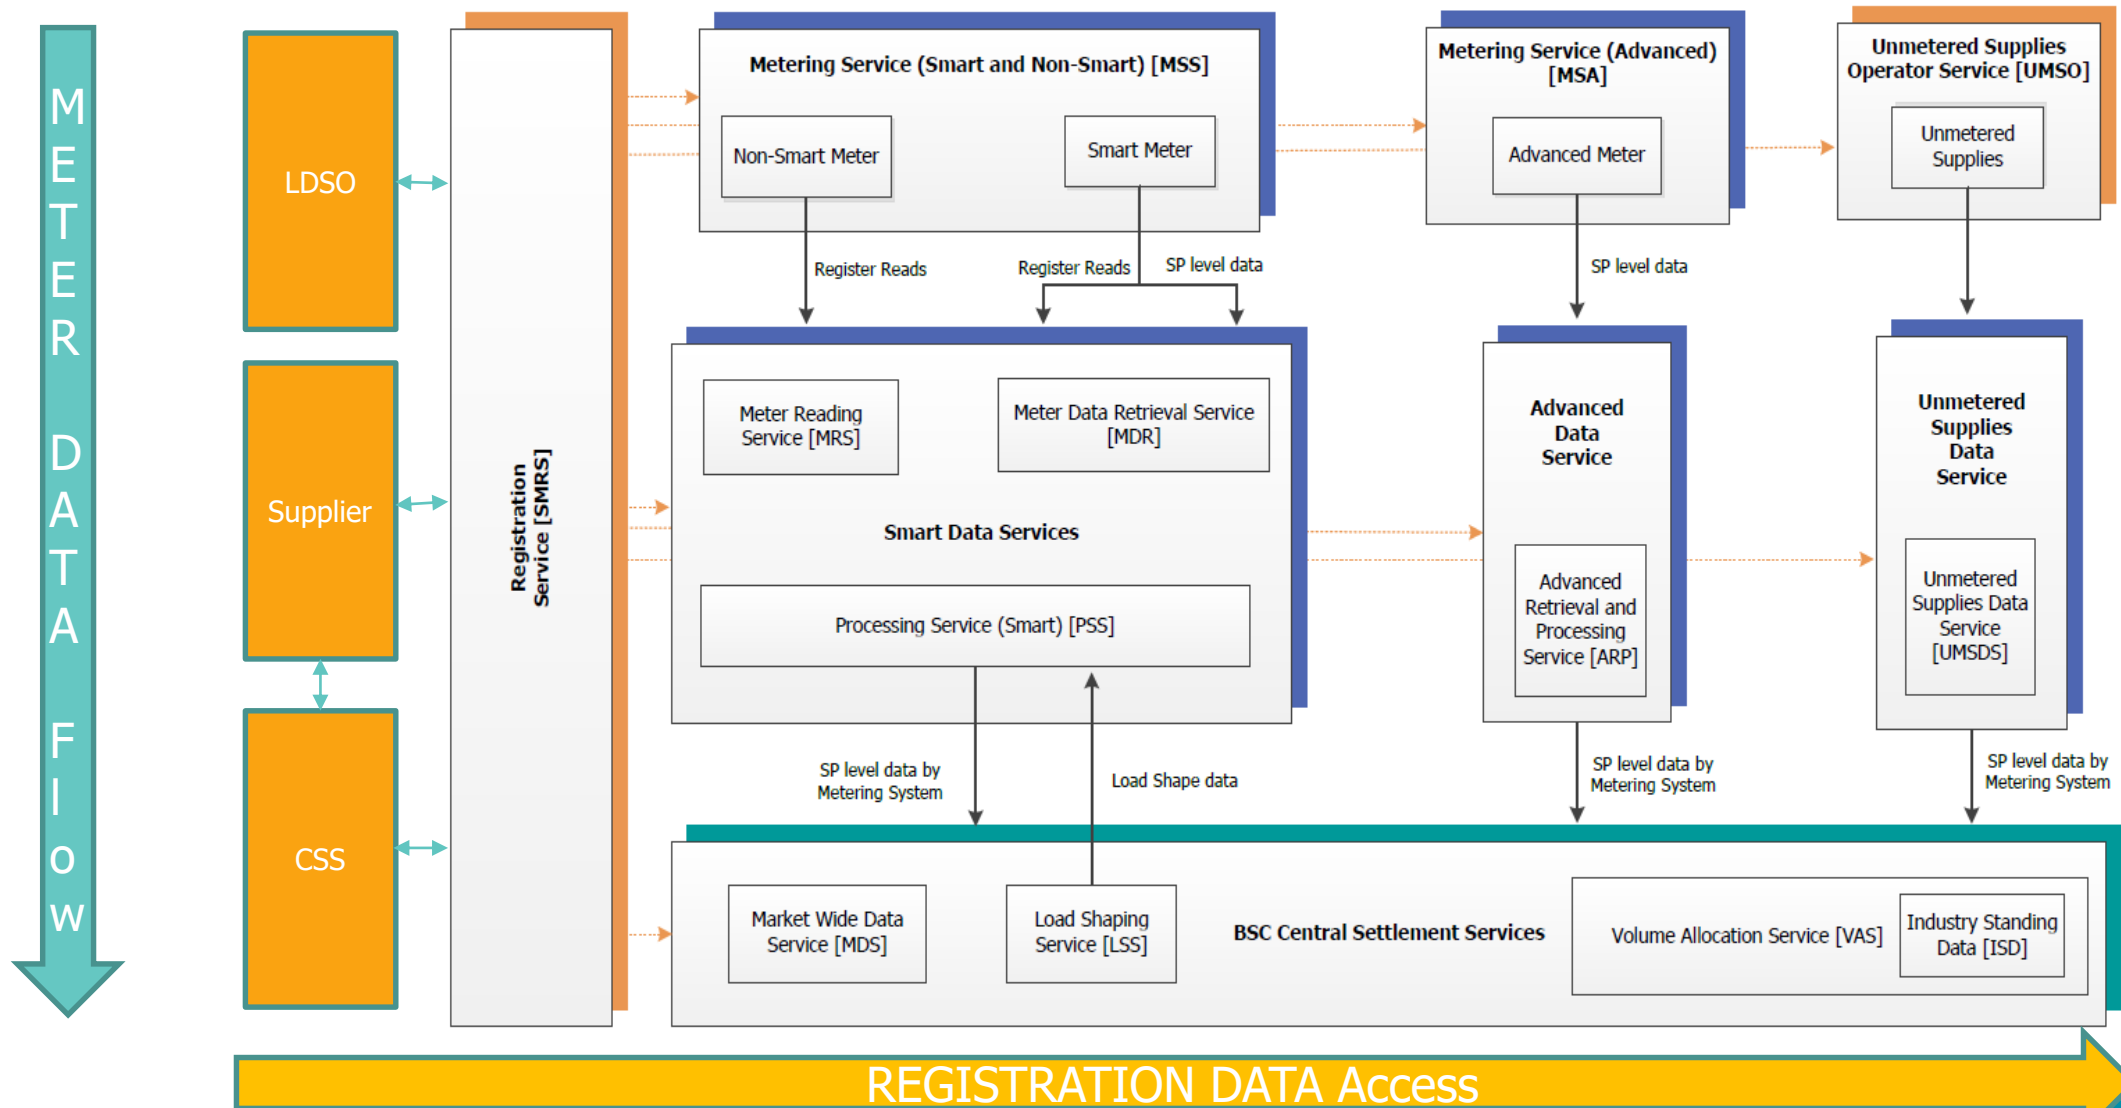 METER DATA Flow
LDSO
Supplier
CSS
Registration
Service [SMRS]
Metering Service (Smart and Non-Smart) [MSS]
Non-Smart Meter
Smart Meter
Metering Service (Advanced)
[MSA]
Advanced Meter
Unmetered Supplies
Operator Service [UMSO]
Unmetered
Supplies
Register Reads
Register Reads
SP level data
SP level data
Meter Reading
Service [MRS]
Meter Data Retrieval Service
[MDR]
Smart Data Services
Processing Service (Smart) [PSS]
Advanced
Data
Service
Advanced
Retrieval and
Processing
Service [ARP]
Unmetered
Supplies
Data
Service
Unmetered
Supplies Data
Service
[UMSDS]
SP level data by
Metering System
Load Shape data
SP level data by
Metering System
SP level data by
Metering System
Market Wide Data
Service [MDS]
Load Shaping
Service [LSS]
BSC Central Settlement Services
Volume Allocation Service [VAS]
Industry Standing
Data [ISD]
REGISTRATION DATA Access